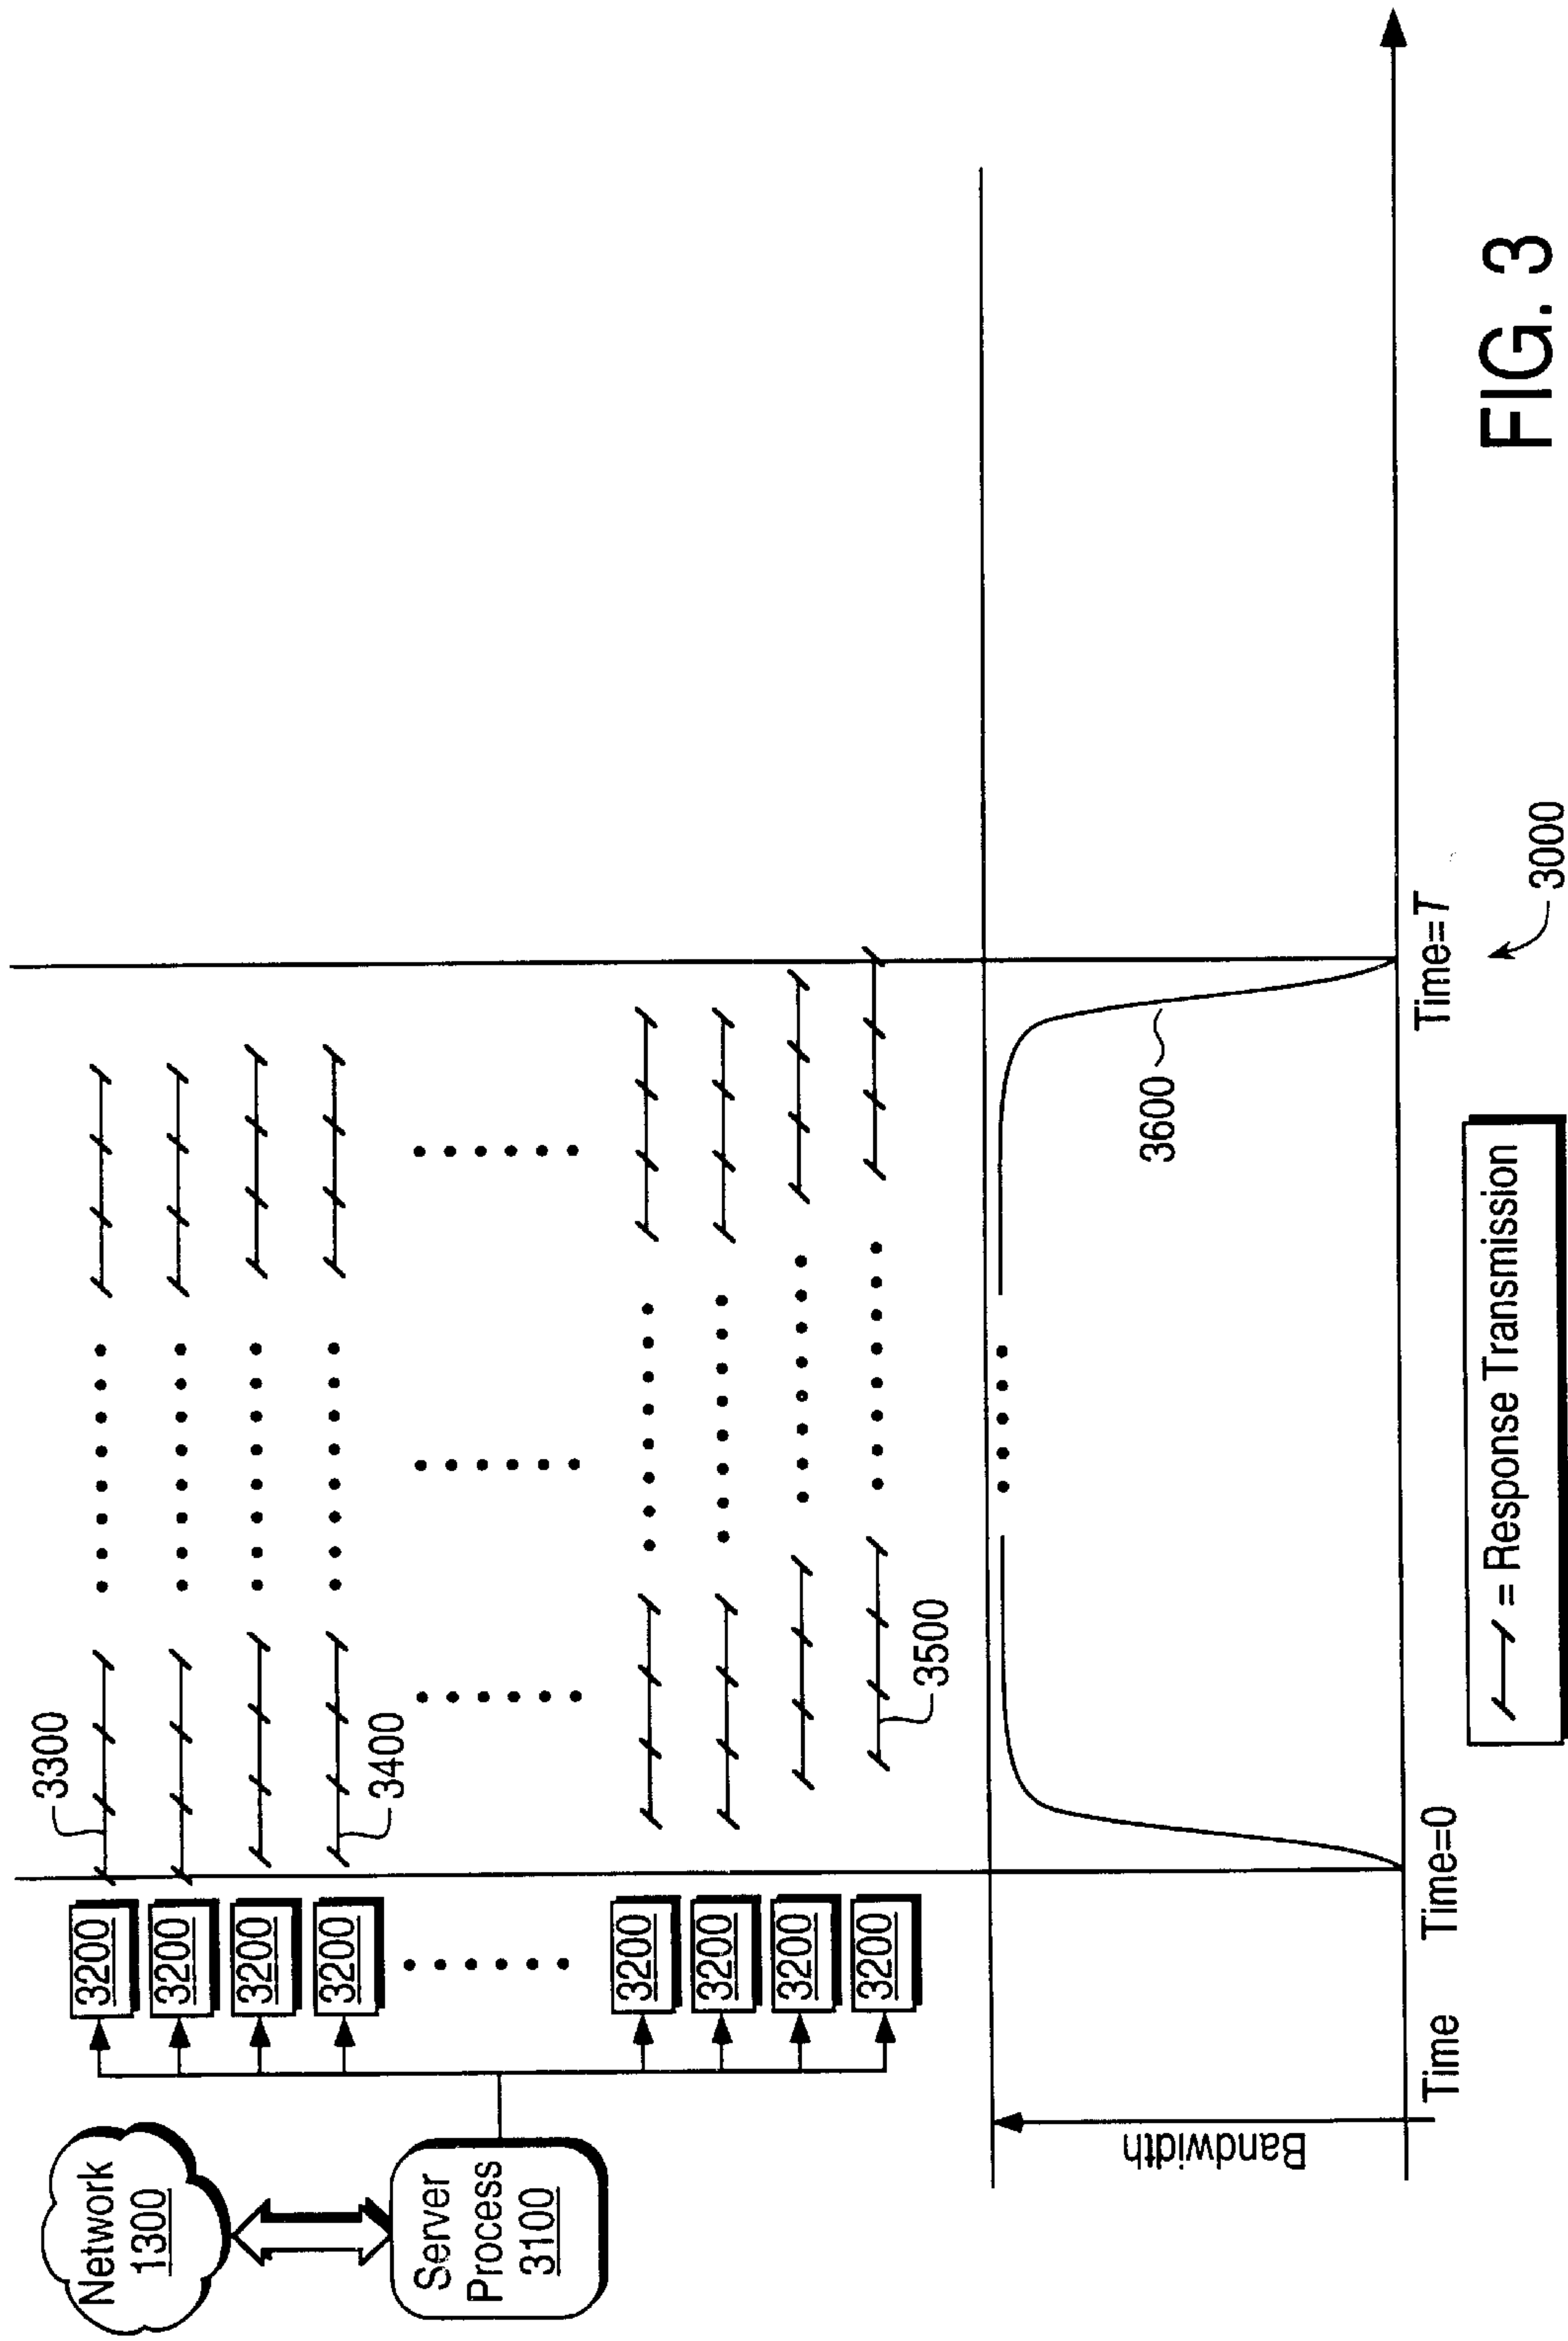 Network
1300
Server
Process
3100
3200
3200
3200
3200
3200
3200
3200
3200
3300
3400
3500
Bandwidth
3600
Time
Time=0
Time=T
= Response Transmission
3000
FIG. 3